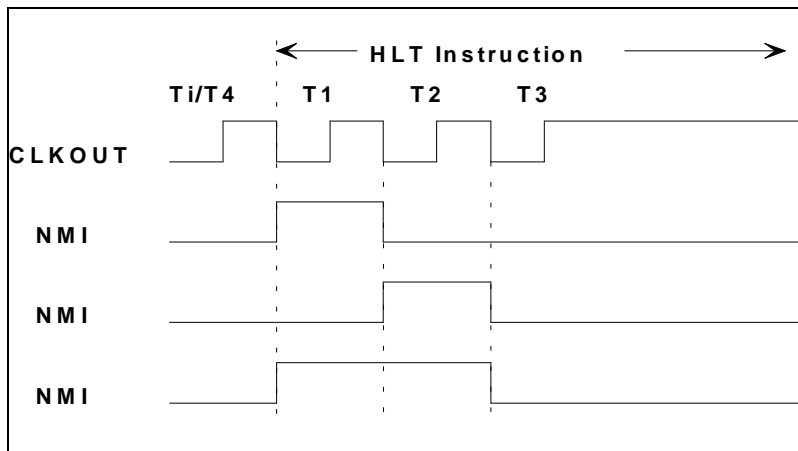 HLT Instruction
Ti/T4 T1 T2 T3
CLKOUT
NMI
NMI
NMI